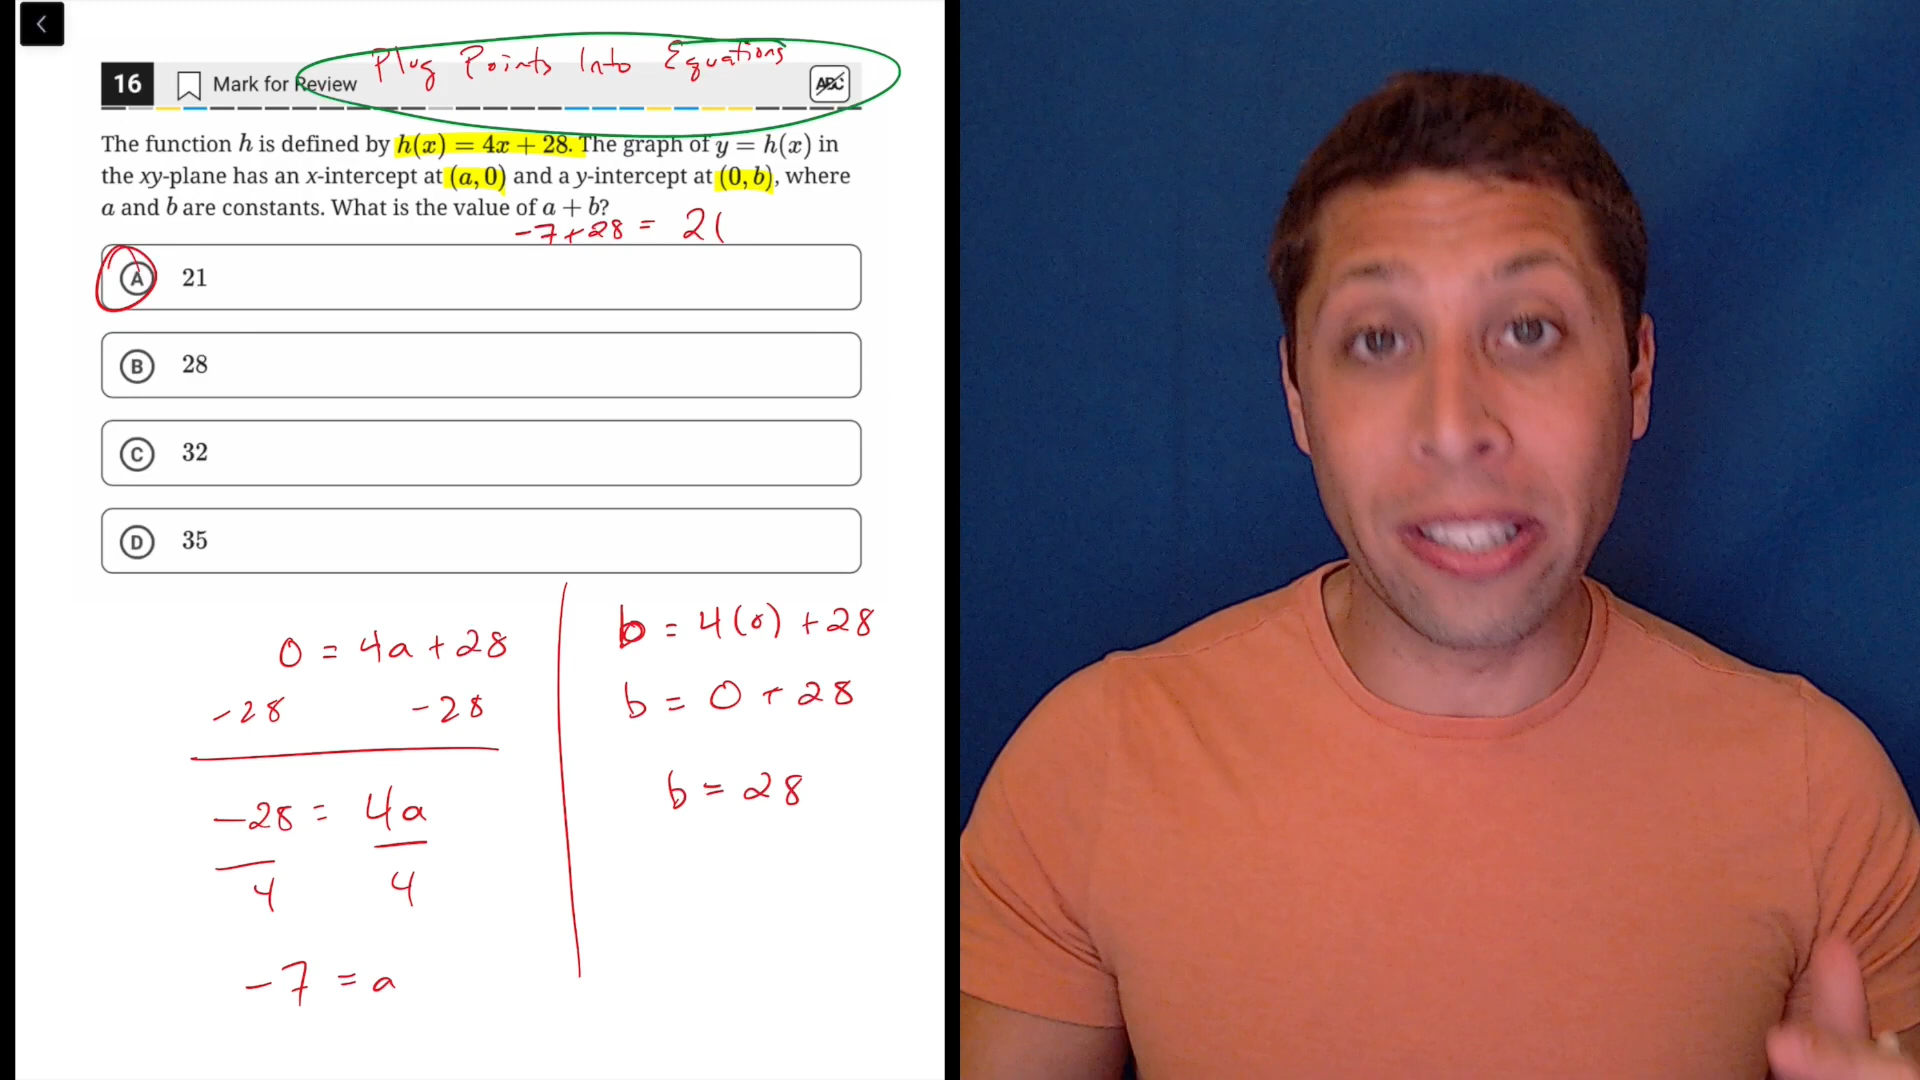 Plug Points Into Equations
16 Mark for Review ABC
The function h is defined by h(x) = 4x + 28. The graph of y = h(x) in
the xy-plane has an x-intercept at (a, 0) and a y-intercept at (0, b), where
a and b are constants. What is the value of a + b?
-7+28 = 21
A 21
B 28
C 32
D 35
0 = 4a + 28
-28 -28
-28 = 4a
4 4
-7 = a
b = 4(0) + 28
b = 0 + 28
b = 28